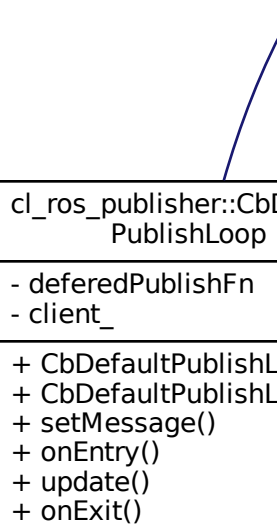 cl_ros_publisher::CbD
PublishLoop
- deferedPublishFn
- client_
+ CbDefaultPublishL
+ CbDefaultPublishL
+ setMessage()
+ onEntry()
+ update()
+ onExit()